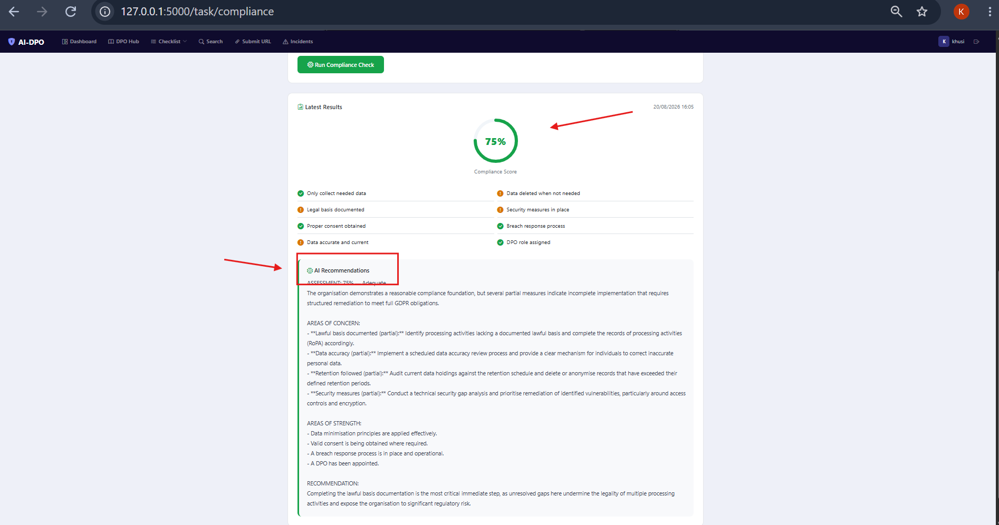 127.0.0.1:5000/task/compliance
K
AI-DPO
Dashboard
DPO Hub
Checklist
Search
Submit URL
Incidents
K
khusi
Run Compliance Check
Latest Results
20/08/2026 16:05
75%
Compliance Score
Only collect needed data
Data deleted when not needed
Legal basis documented
Security measures in place
Proper consent obtained
Breach response process
Data accurate and current
DPO role assigned
AI Recommendations
ASSESSMENT: 75% — Adequate
The organisation demonstrates a reasonable compliance foundation, but several partial measures indicate incomplete implementation that requires
structured remediation to meet full GDPR obligations.
AREAS OF CONCERN:
- **Lawful basis documented (partial):** Identify processing activities lacking a documented lawful basis and complete the records of processing activities
(RoPA) accordingly.
- **Data accuracy (partial):** Implement a scheduled data accuracy review process and provide a clear mechanism for individuals to correct inaccurate
personal data.
- **Retention followed (partial):** Audit current data holdings against the retention schedule and delete or anonymise records that have exceeded their
defined retention periods.
- **Security measures (partial):** Conduct a technical security gap analysis and prioritise remediation of identified vulnerabilities, particularly around access
controls and encryption.
AREAS OF STRENGTH:
- Data minimisation principles are applied effectively.
- Valid consent is being obtained where required.
- A breach response process is in place and operational.
- A DPO has been appointed.
RECOMMENDATION:
Completing the lawful basis documentation is the most critical immediate step, as unresolved gaps here undermine the legality of multiple processing
activities and expose the organisation to significant regulatory risk.